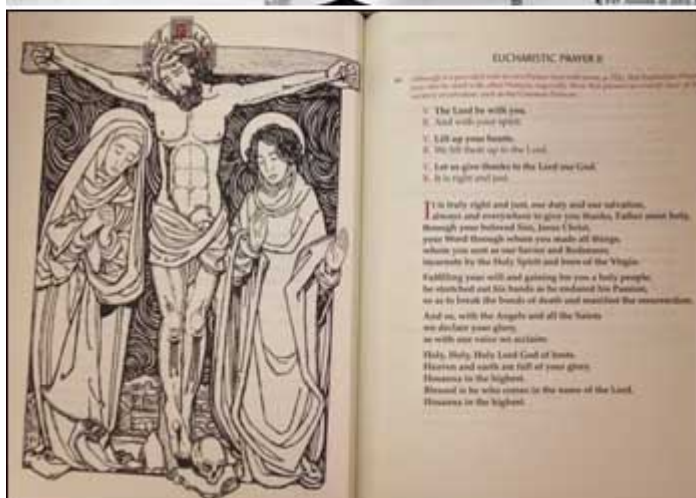 EUCHARISTIC PRAYER II
V. The Lord be with you.
R. And with your spirit.
V. Lift up your hearts.
R. We lift them up to the Lord.
V. Let us give thanks to the Lord our God.
R. It is right and just.
It is truly right and just, our duty and our salvation,
always and everywhere to give you thanks, Father most holy,
through your beloved Son, Jesus Christ,
your Word through whom you made all things,
whom you sent as our Savior and Redeemer,
incarnate by the Holy Spirit and born of the Virgin.
Fulfilling your will and gaining for you a holy people,
he stretched out his hands as he endured his Passion,
so as to break the bonds of death and manifest the resurrection.
And so, with the Angels and all the Saints
we declare your glory,
as with one voice we acclaim:
Holy, Holy, Holy Lord God of hosts.
Heaven and earth are full of your glory.
Hosanna in the highest.
Blessed is he who comes in the name of the Lord.
Hosanna in the highest.